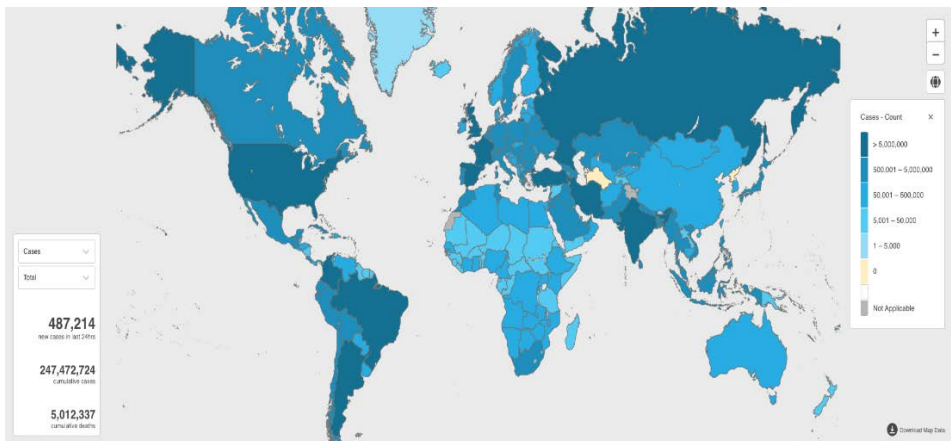 +
−
Cases - Count ×
> 5,000,000
500,001 – 5,000,000
50,001 – 500,000
5,001 – 50,000
1 – 5,000
0
Not Applicable
Cases
Total
487,214
new cases in last 24hrs
247,472,724
cumulative cases
5,012,337
cumulative deaths
Download Map Data